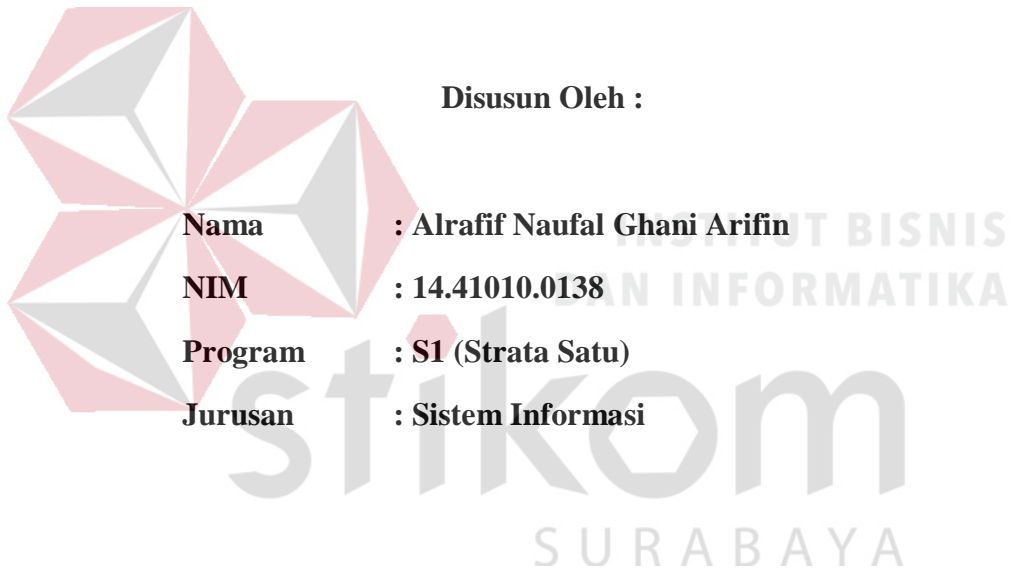 Disusun Oleh :
Nama : Alrafif Naufal Ghani Arifin
NIM : 14.41010.0138
Program : S1 (Strata Satu)
Jurusan : Sistem Informasi
INSTITUT BISNIS
DAN INFORMATIKA
stikom
SURABAYA